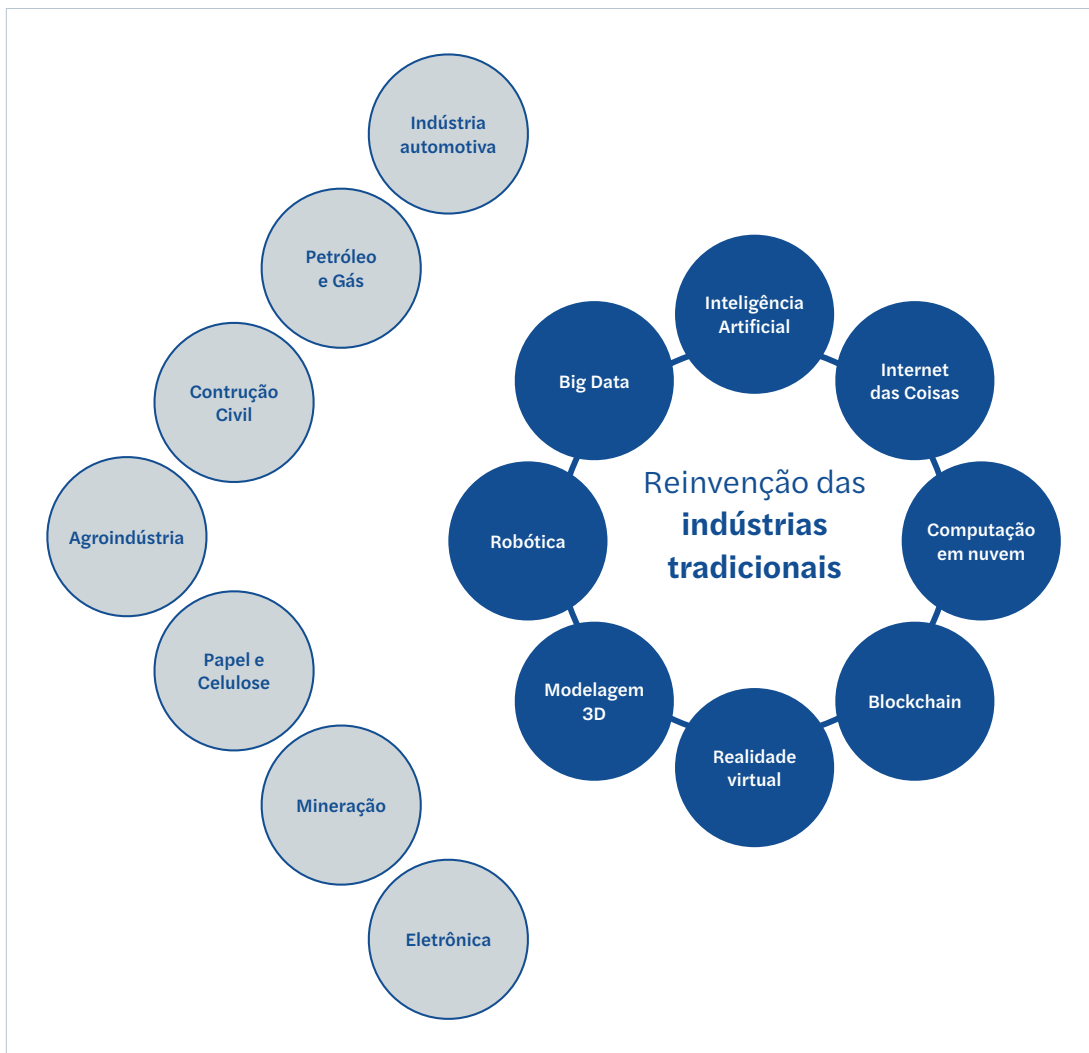 Indústria
automotiva
Petróleo
e Gás
Contrução
Civil
Agroindústria
Papel e
Celulose
Mineração
Eletrônica
Inteligência
Artificial
Internet
das Coisas
Computação
em nuvem
Blockchain
Realidade
virtual
Modelagem
3D
Robótica
Big Data
Reinvenção das
indústrias
tradicionais